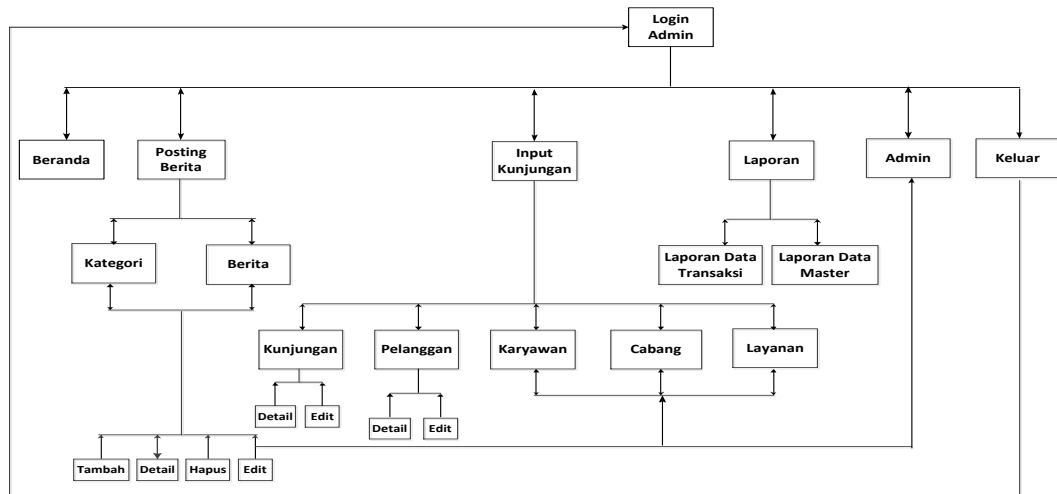 Login
Admin
Beranda
Posting
Berita
Input
Kunjungan
Laporan
Admin
Keluar
Kategori
Berita
Laporan Data
Transaksi
Laporan Data
Master
Kunjungan
Pelanggan
Karyawan
Cabang
Layanan
Detail
Edit
Detail
Edit
Tambah
Detail
Hapus
Edit